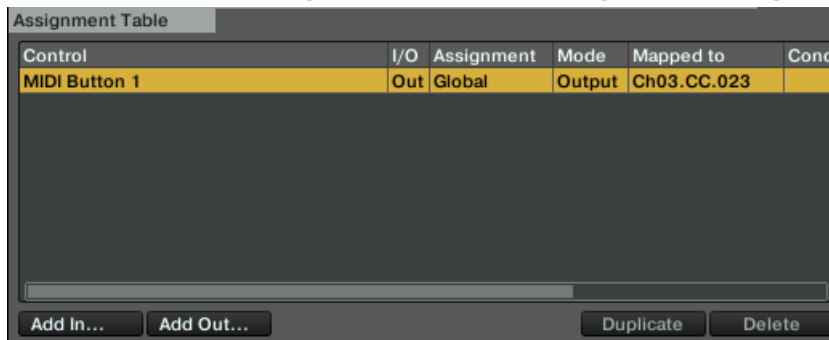 Assignment Table
Control I/O Assignment Mode Mapped to
MIDI Button 1 Out Global Output Ch03.CC.023
Add In... Add Out... Duplicate Delete